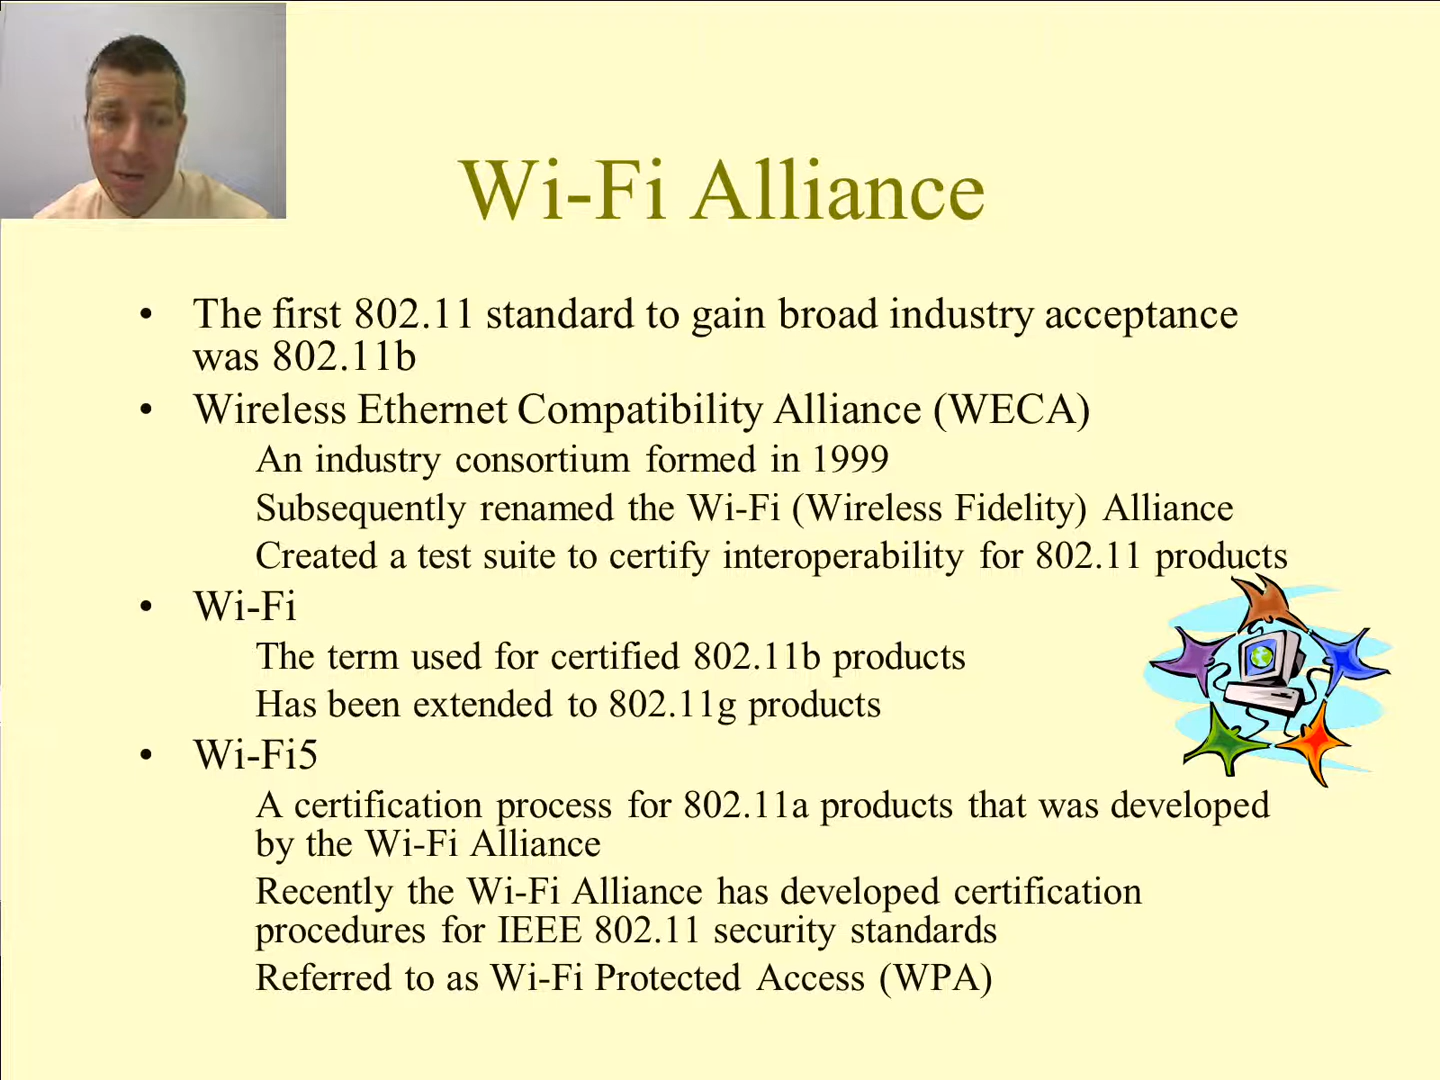 Wi-Fi Alliance
• The first 802.11 standard to gain broad industry acceptance
was 802.11b
• Wireless Ethernet Compatibility Alliance (WECA)
An industry consortium formed in 1999
Subsequently renamed the Wi-Fi (Wireless Fidelity) Alliance
Created a test suite to certify interoperability for 802.11 products
• Wi-Fi
The term used for certified 802.11b products
Has been extended to 802.11g products
• Wi-Fi5
A certification process for 802.11a products that was developed
by the Wi-Fi Alliance
Recently the Wi-Fi Alliance has developed certification
procedures for IEEE 802.11 security standards
Referred to as Wi-Fi Protected Access (WPA)